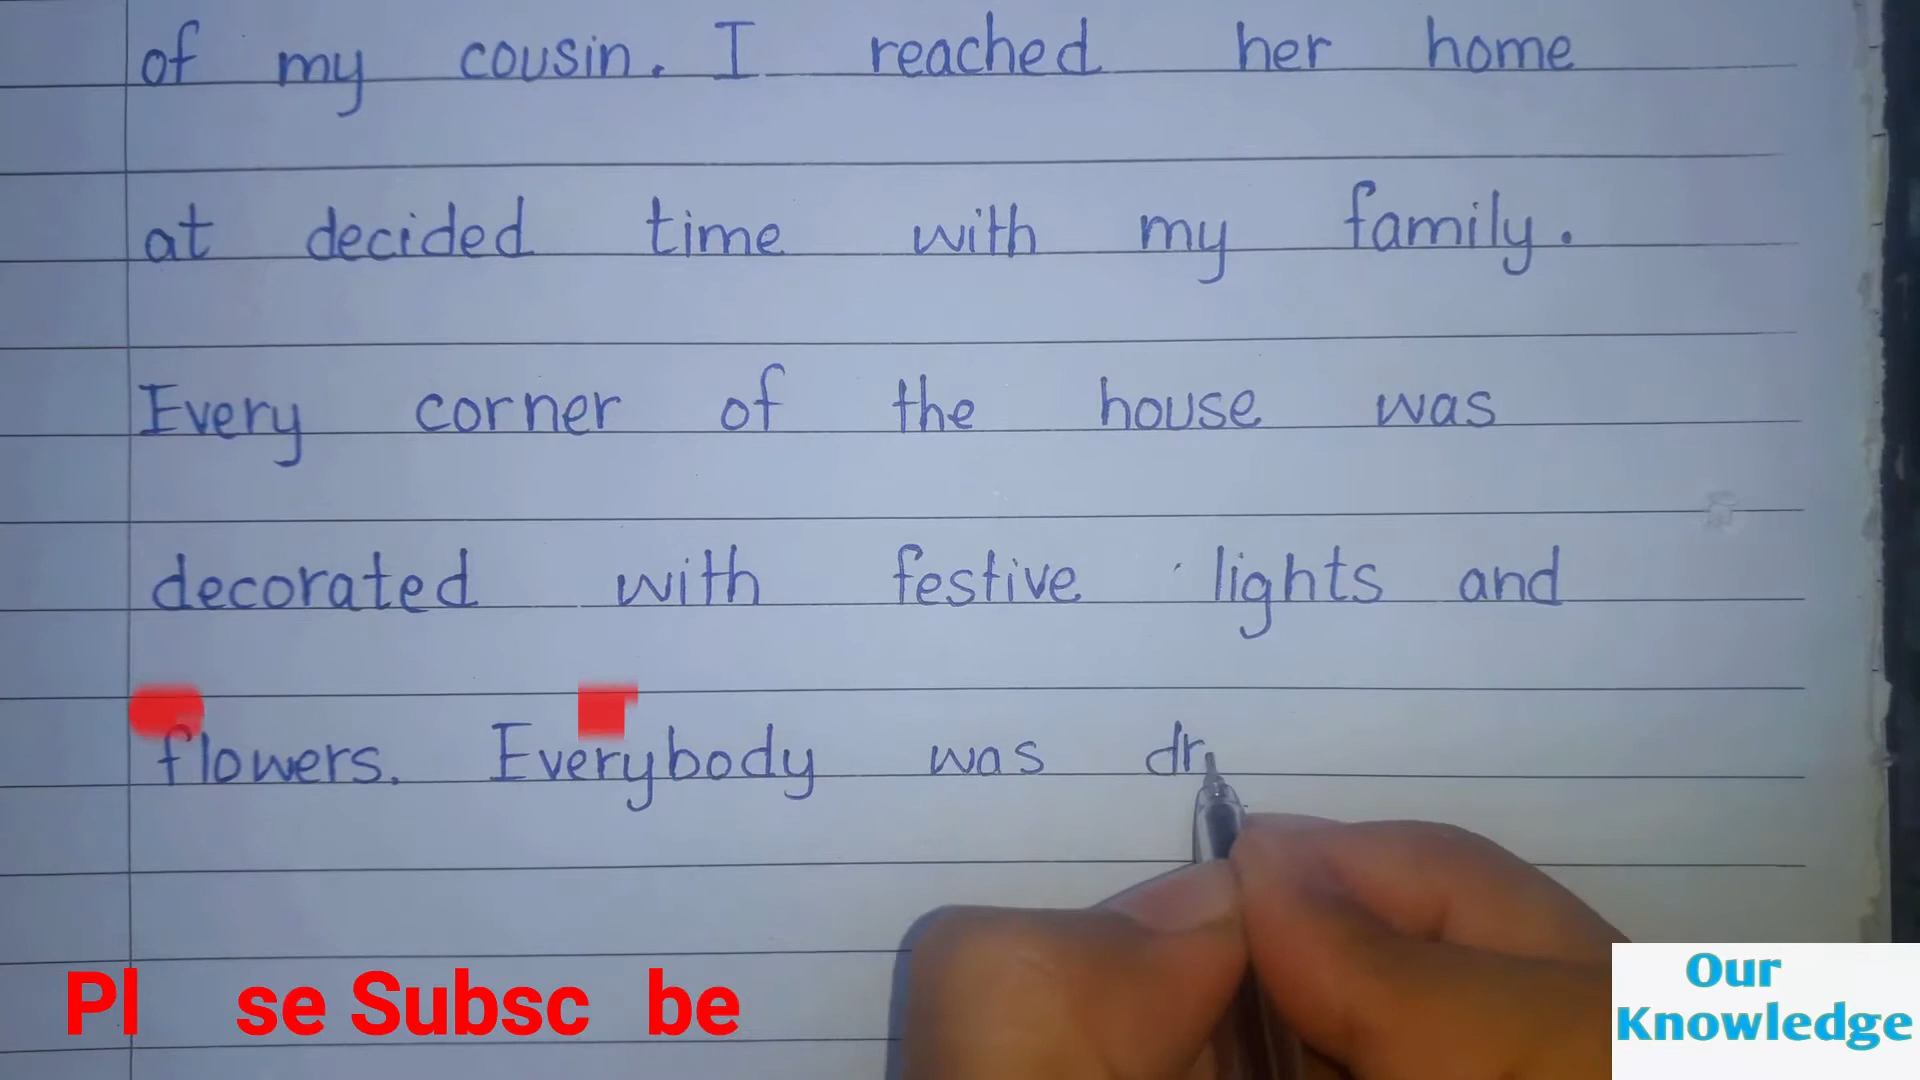 of my cousin. I reached her home
at decided time with my family.
Every corner of the house was
decorated with festive lights and
flowers. Everybody was dr
Pl se Subsc be
Our
Knowledge